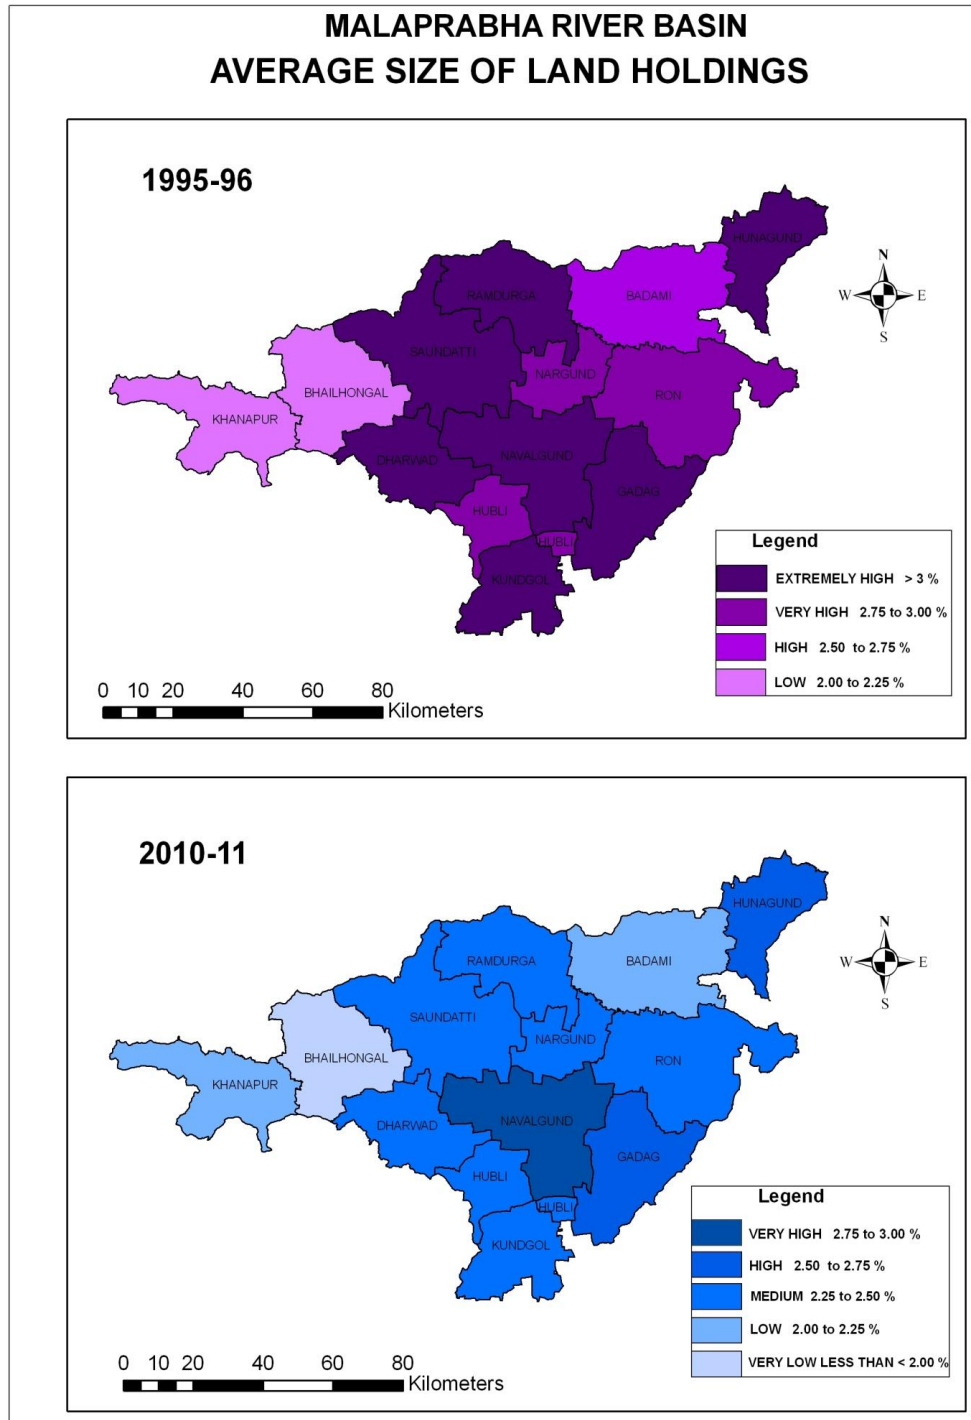 MALAPRABHA RIVER BASIN
AVERAGE SIZE OF LAND HOLDINGS
1995-96
HUNAGUND
RAMDURGA
BADAMI
N
W E
S
SAUNDATTI
NARGUND
BHAILHONGAL
RON
KHANAPUR
DHARWAD
NAVALGUND
GADAG
HUBLI
HUBLI
KUNDGOL
Legend
EXTREMELY HIGH > 3 %
VERY HIGH 2.75 to 3.00 %
HIGH 2.50 to 2.75 %
LOW 2.00 to 2.25 %
0 10 20 40 60 80
Kilometers
2010-11
HUNAGUND
RAMDURGA
BADAMI
N
W E
S
SAUNDATTI
NARGUND
BHAILHONGAL
RON
KHANAPUR
DHARWAD
NAVALGUND
GADAG
HUBLI
HUBLI
KUNDGOL
Legend
VERY HIGH 2.75 to 3.00 %
HIGH 2.50 to 2.75 %
MEDIUM 2.25 to 2.50 %
LOW 2.00 to 2.25 %
VERY LOW LESS THAN < 2.00 %
0 10 20 40 60 80
Kilometers